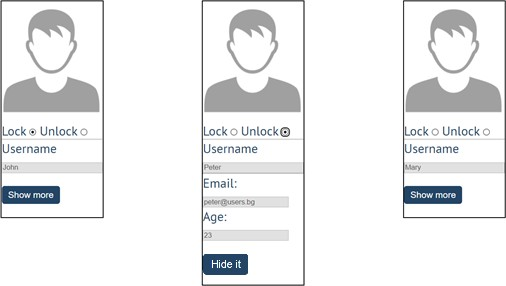 Lock Unlock
Username
John
Show more
Lock Unlock
Username
Peter
Email:
peter@users.bg
Age:
23
Hide it
Lock Unlock
Username
Mary
Show more